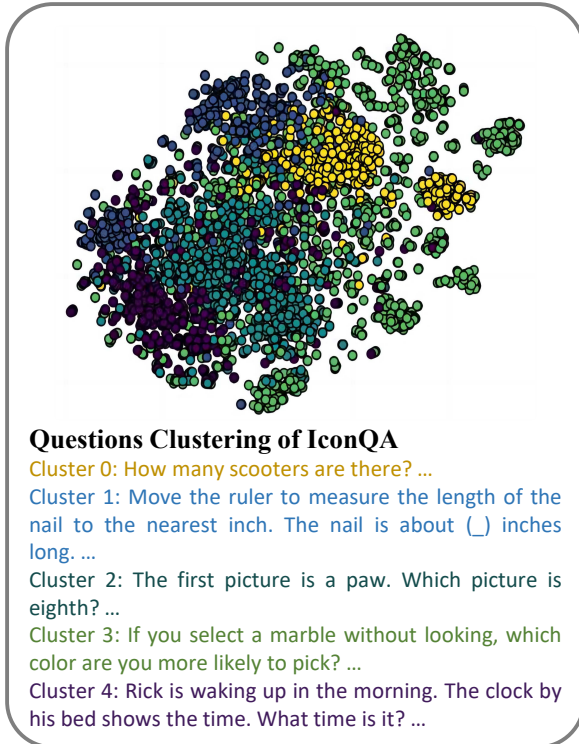 Questions Clustering of IconQA
Cluster 0: How many scooters are there? ...
Cluster 1: Move the ruler to measure the length of the
nail to the nearest inch. The nail is about (_) inches
long. ...
Cluster 2: The first picture is a paw. Which picture is
eighth? ...
Cluster 3: If you select a marble without looking, which
color are you more likely to pick? ...
Cluster 4: Rick is waking up in the morning. The clock by
his bed shows the time. What time is it? ...